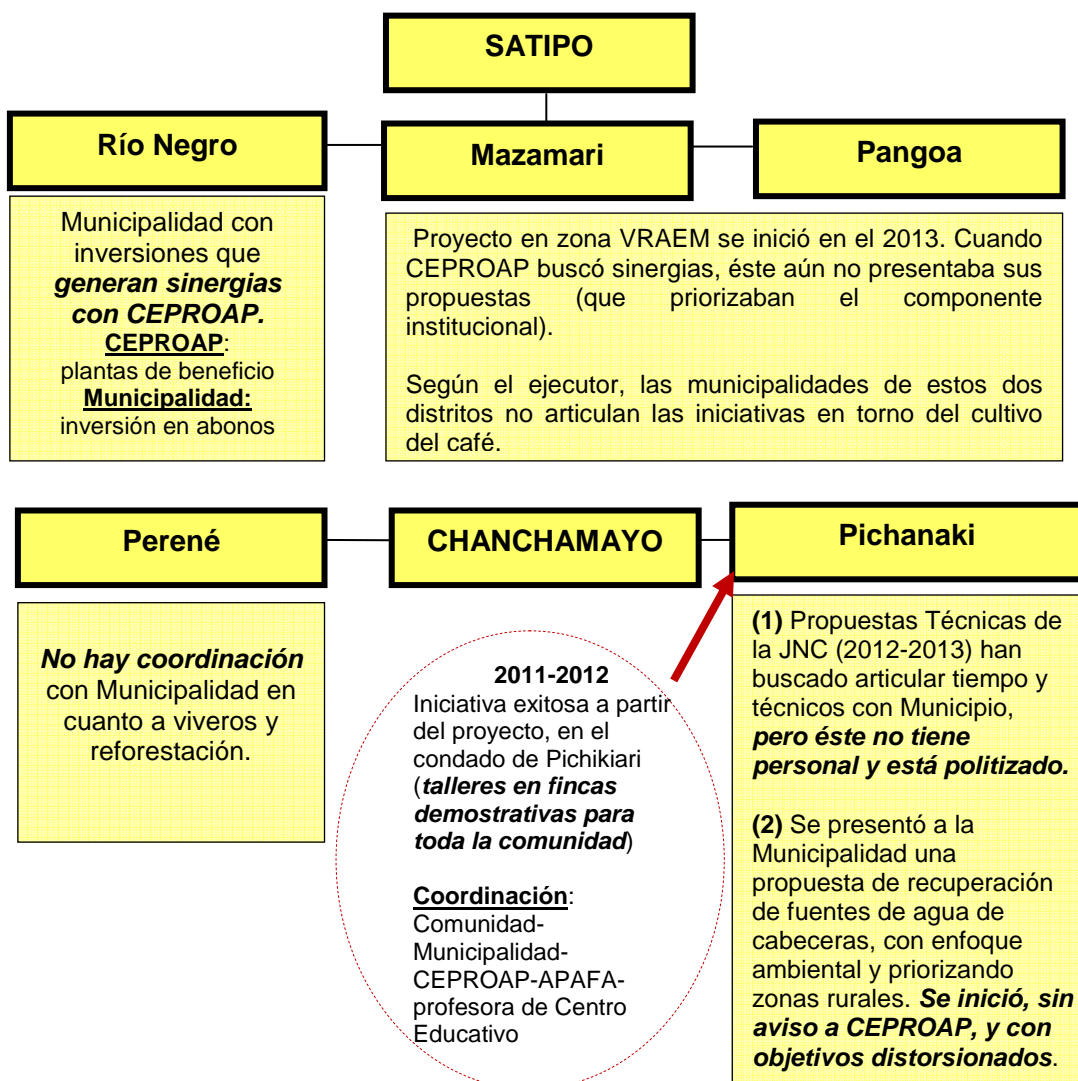 SATIPO
Río Negro
Mazamari
Pangoa
Municipalidad con
inversiones que
generan sinergias
con CEPROAP.
CEPROAP:
plantas de beneficio
Municipalidad:
inversión en abonos
Proyecto en zona VRAEM se inició en el 2013. Cuando
CEPROAP buscó sinergias, éste aún no presentaba sus
propuestas (que priorizaban el componente
institucional).
Según el ejecutor, las municipalidades de estos dos
distritos no articulan las iniciativas en torno del cultivo
del café.
Perené
CHANCHAMAYO
Pichanaki
No hay coordinación
con Municipalidad en
cuanto a viveros y
reforestación.
2011-2012
Iniciativa exitosa a partir
del proyecto, en el
condado de Pichikiari
(talleres en fincas
demostrativas para
toda la comunidad)
Coordinación:
Comunidad-
Municipalidad-
CEPROAP-APAFA-
profesora de Centro
Educativo
(1) Propuestas Técnicas de
la JNC (2012-2013) han
buscado articular tiempo y
técnicos con Municipio,
pero éste no tiene
personal y está politizado.
(2) Se presentó a la
Municipalidad una
propuesta de recuperación
de fuentes de agua de
cabeceras, con enfoque
ambiental y priorizando
zonas rurales. Se inició, sin
aviso a CEPROAP, y con
objetivos distorsionados.